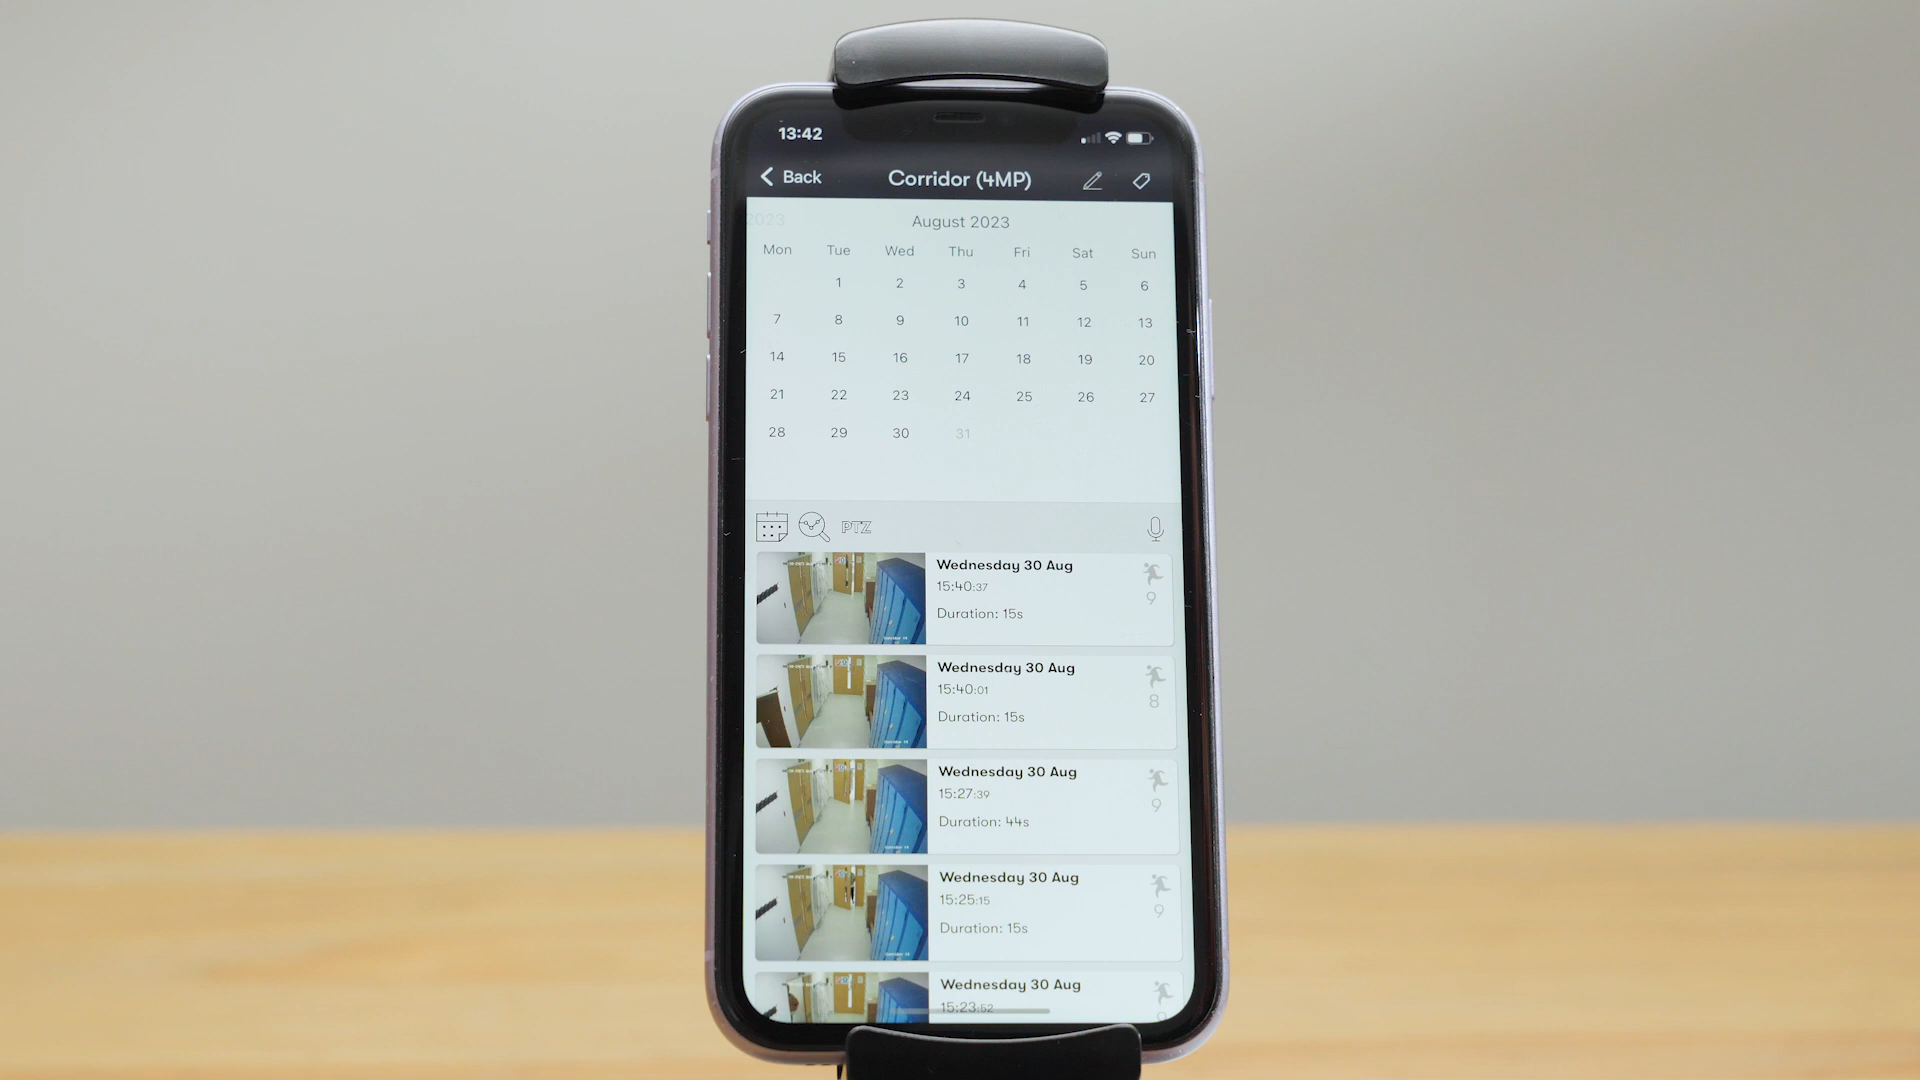 13:42
Back
Corridor (4MP)
2023
August 2023
Mon Tue Wed Thu Fri Sat Sun
1 2 3 4 5 6
7 8 9 10 11 12 13
14 15 16 17 18 19 20
21 22 23 24 25 26 27
28 29 30 31
PTZ
Wednesday 30 Aug
15:40:37
9
Duration: 15s
Wednesday 30 Aug
15:40:01
8
Duration: 15s
Wednesday 30 Aug
15:27:39
9
Duration: 44s
Wednesday 30 Aug
15:25:15
9
Duration: 15s
Wednesday 30 Aug
15:23:52